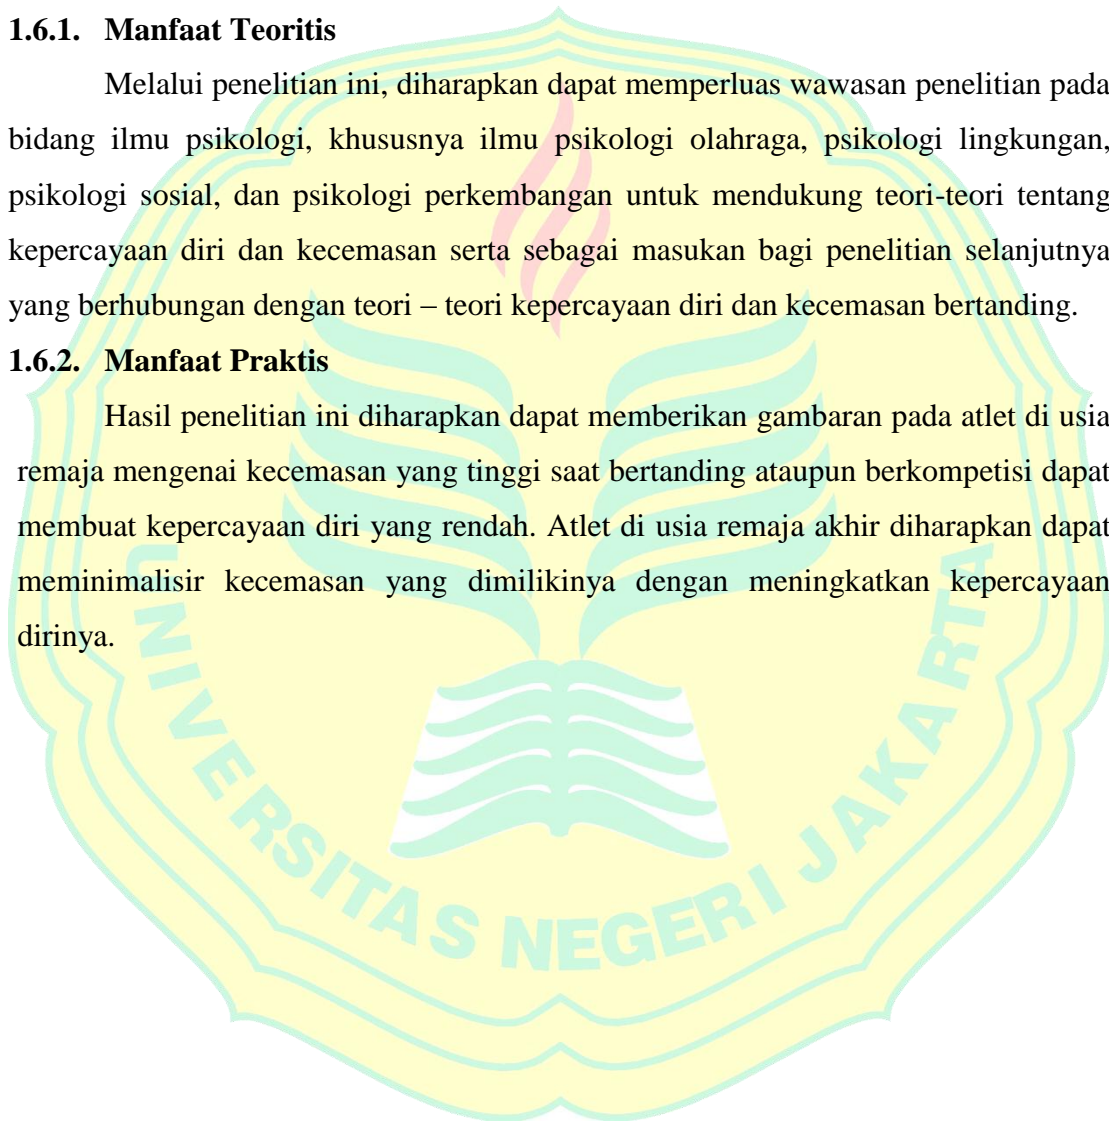 1.6.1. Manfaat Teoritis
Melalui penelitian ini, diharapkan dapat memperluas wawasan penelitian pada
bidang ilmu psikologi, khususnya ilmu psikologi olahraga, psikologi lingkungan,
psikologi sosial, dan psikologi perkembangan untuk mendukung teori-teori tentang
kepercayaan diri dan kecemasan serta sebagai masukan bagi penelitian selanjutnya
yang berhubungan dengan teori – teori kepercayaan diri dan kecemasan bertanding.
1.6.2. Manfaat Praktis
Hasil penelitian ini diharapkan dapat memberikan gambaran pada atlet di usia
remaja mengenai kecemasan yang tinggi saat bertanding ataupun berkompetisi dapat
membuat kepercayaan diri yang rendah. Atlet di usia remaja akhir diharapkan dapat
meminimalisir kecemasan yang dimilikinya dengan meningkatkan kepercayaan
dirinya.
UNIVERSITAS NEGERI JAKARTA